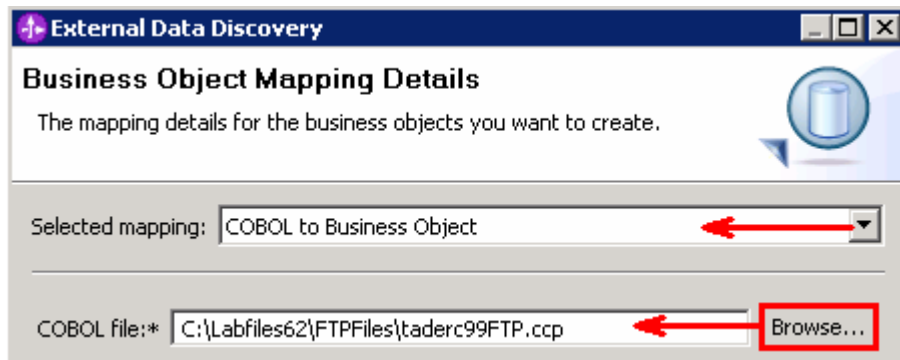 External Data Discovery
Business Object Mapping Details
The mapping details for the business objects you want to create.
Selected mapping: COBOL to Business Object
COBOL file:* C:\Labfiles62\FTPFiles\taderc99FTP.ccp Browse...